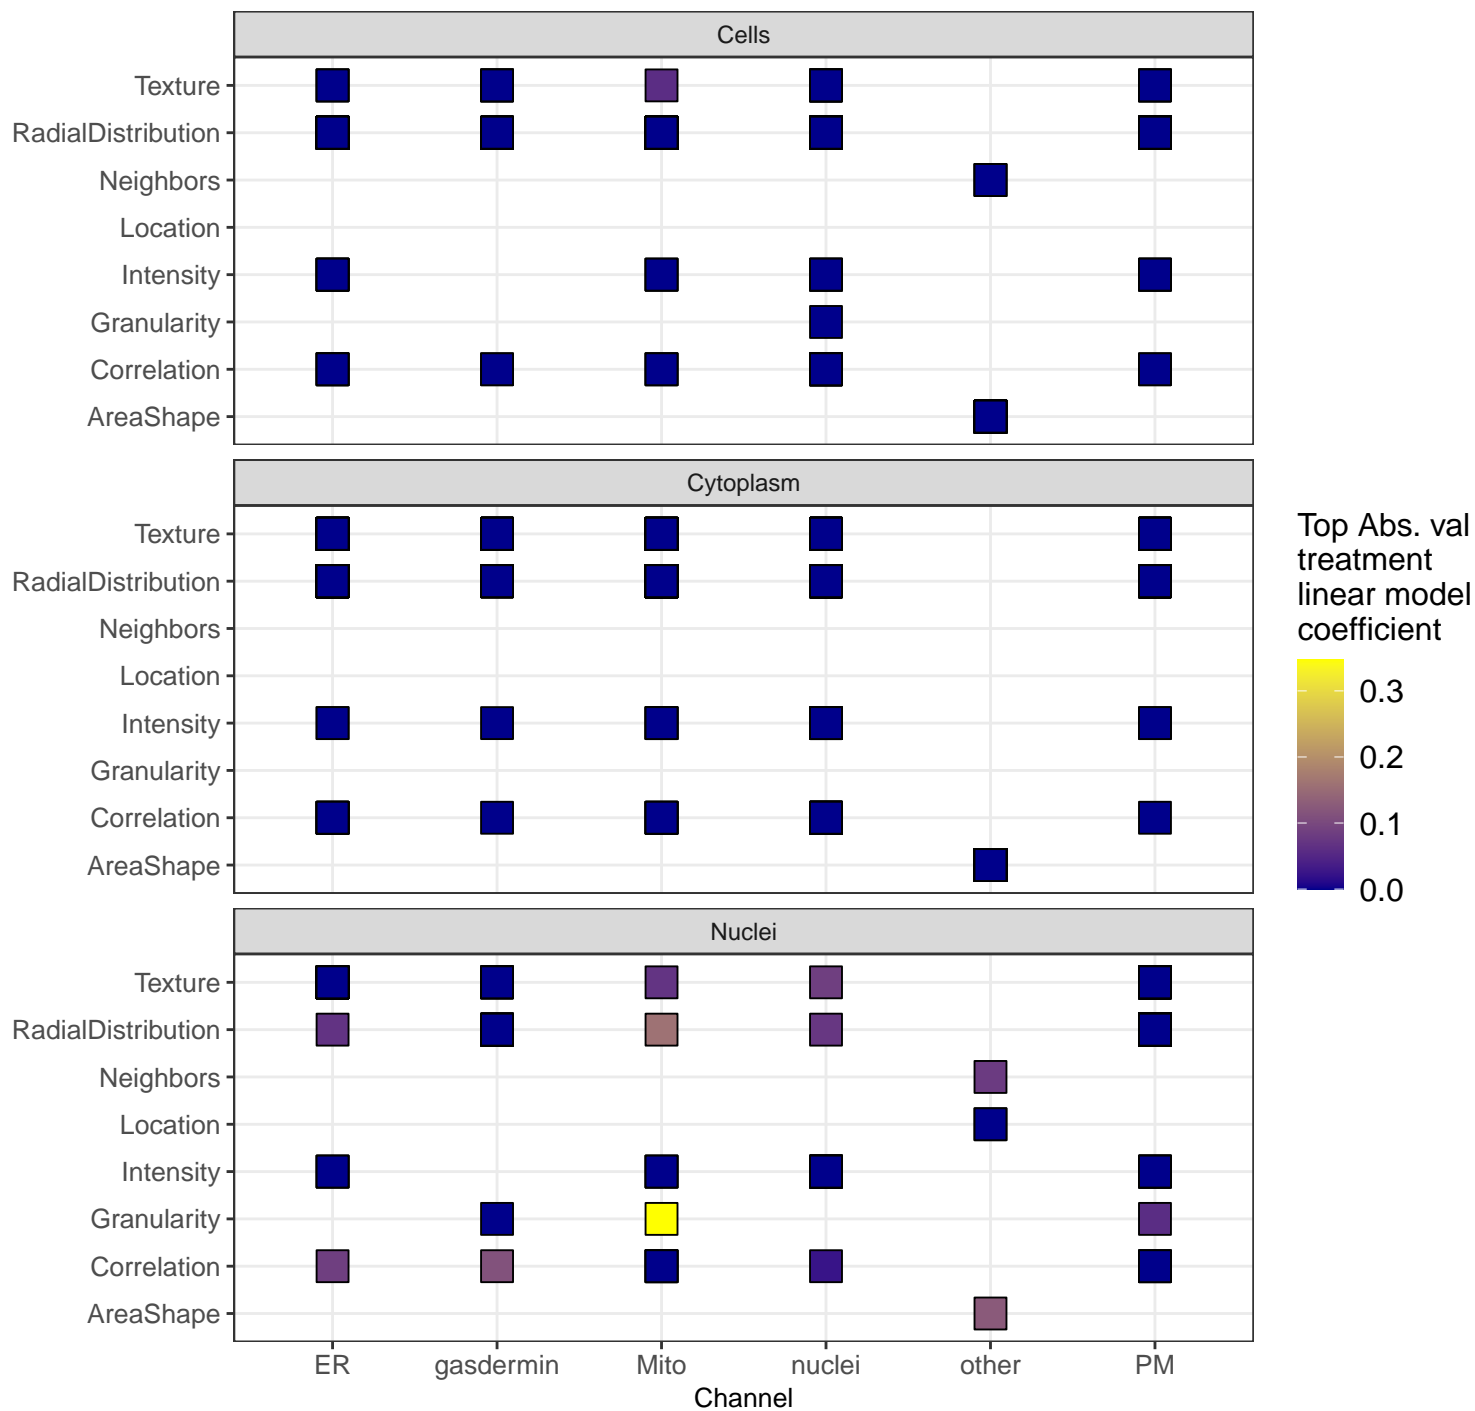 Cells
Texture
RadialDistribution
Neighbors
Location
Intensity
Granularity
Correlation
AreaShape
Cytoplasm
Texture
RadialDistribution
Neighbors
Location
Intensity
Granularity
Correlation
AreaShape
Nuclei
Texture
RadialDistribution
Neighbors
Location
Intensity
Granularity
Correlation
AreaShape
ER gasdermin Mito nuclei other PM
Channel
Top Abs. val
treatment
linear model
coefficient
0.3
0.2
0.1
0.0